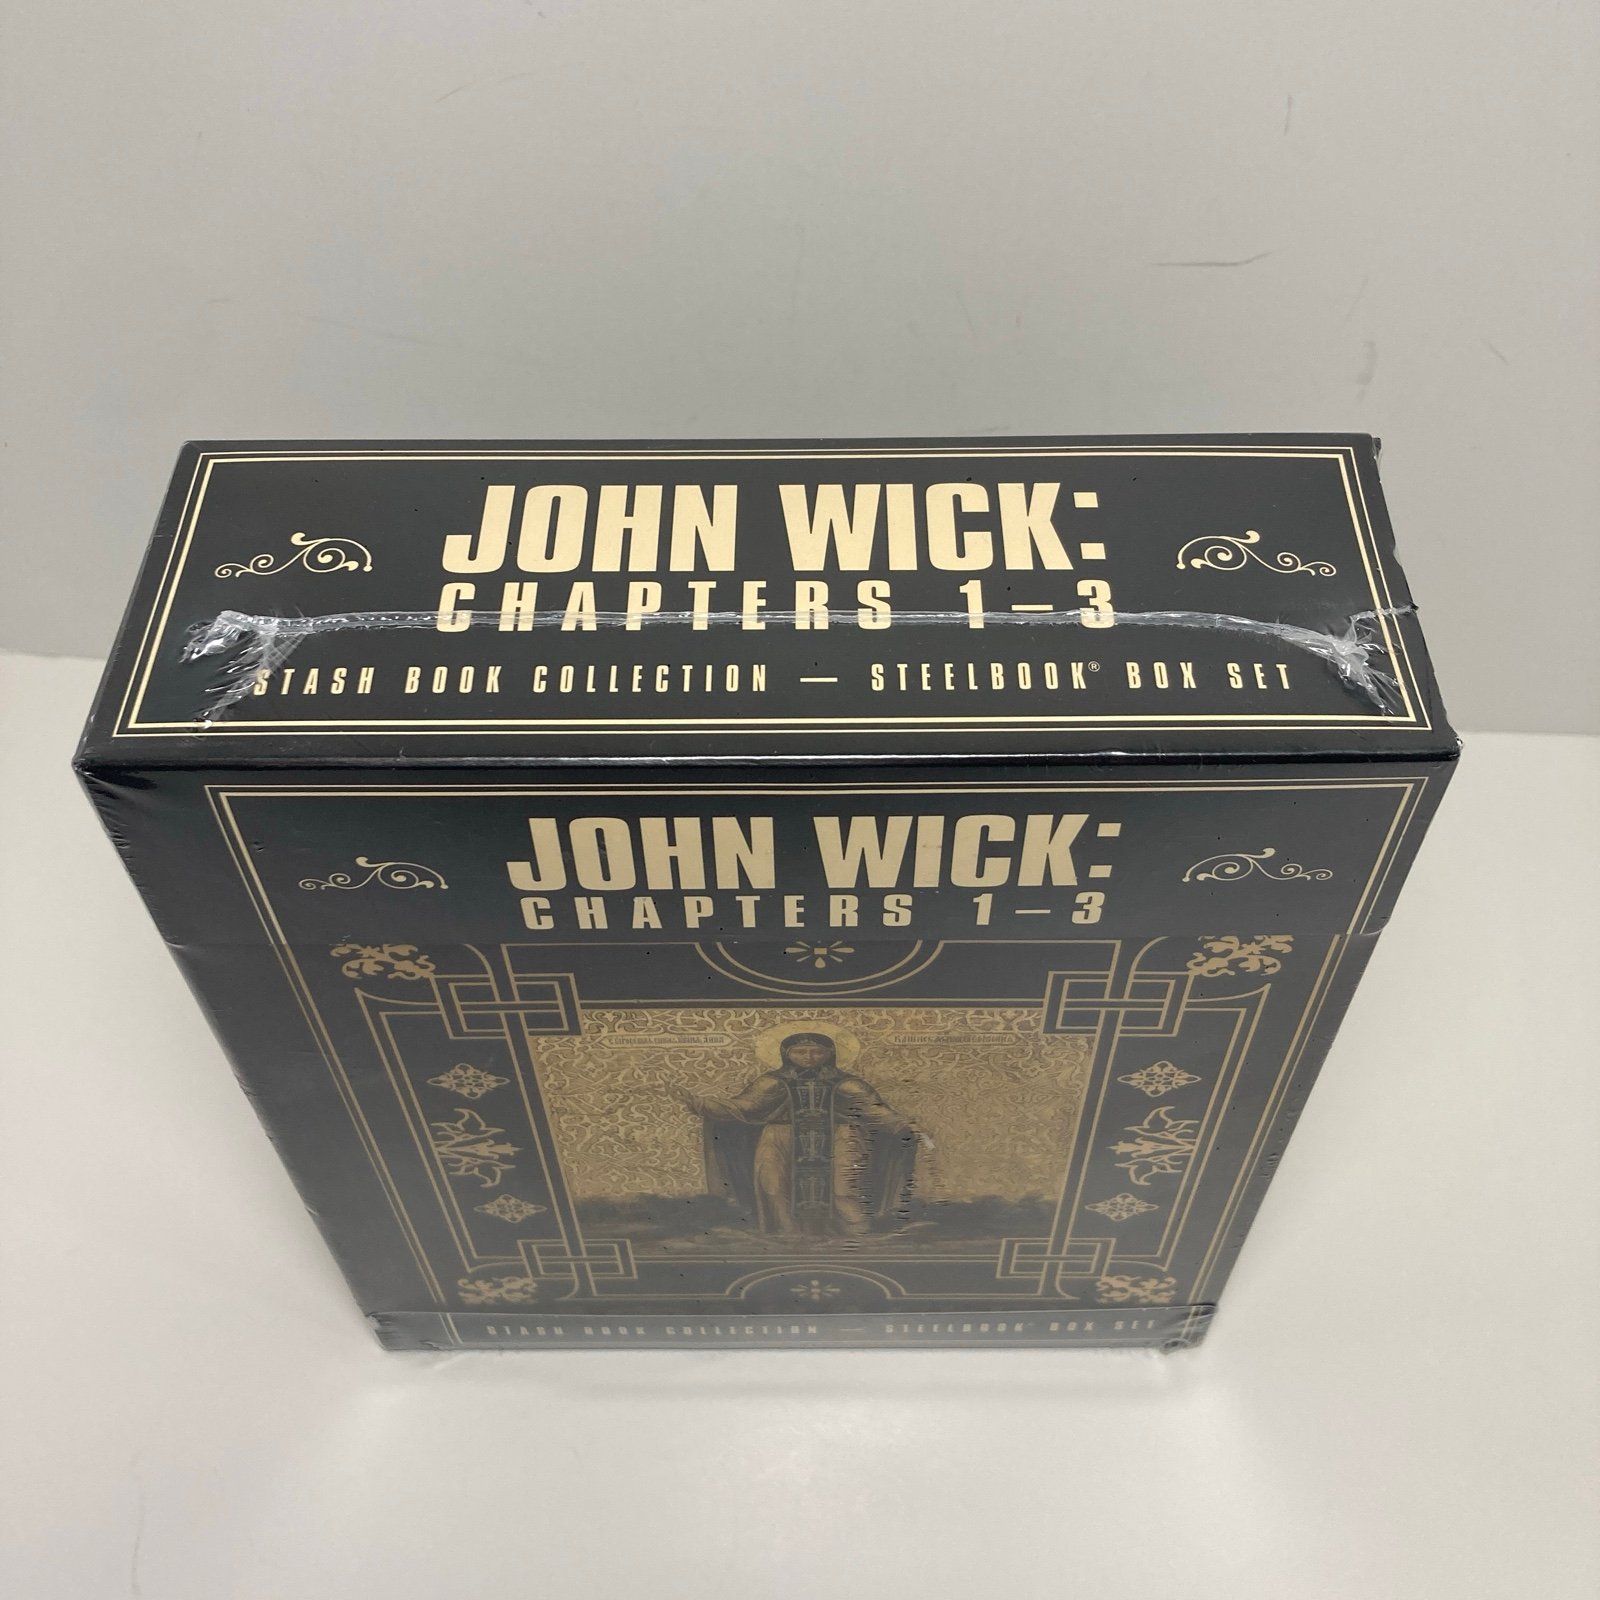 JOHN WICK:
CHAPTERS 1–3
STASH BOOK COLLECTION — STEELBOOK® BOX SET
JOHN WICK:
CHAPTERS 1–3
STASH BOOK COLLECTION — STEELBOOK® BOX SET